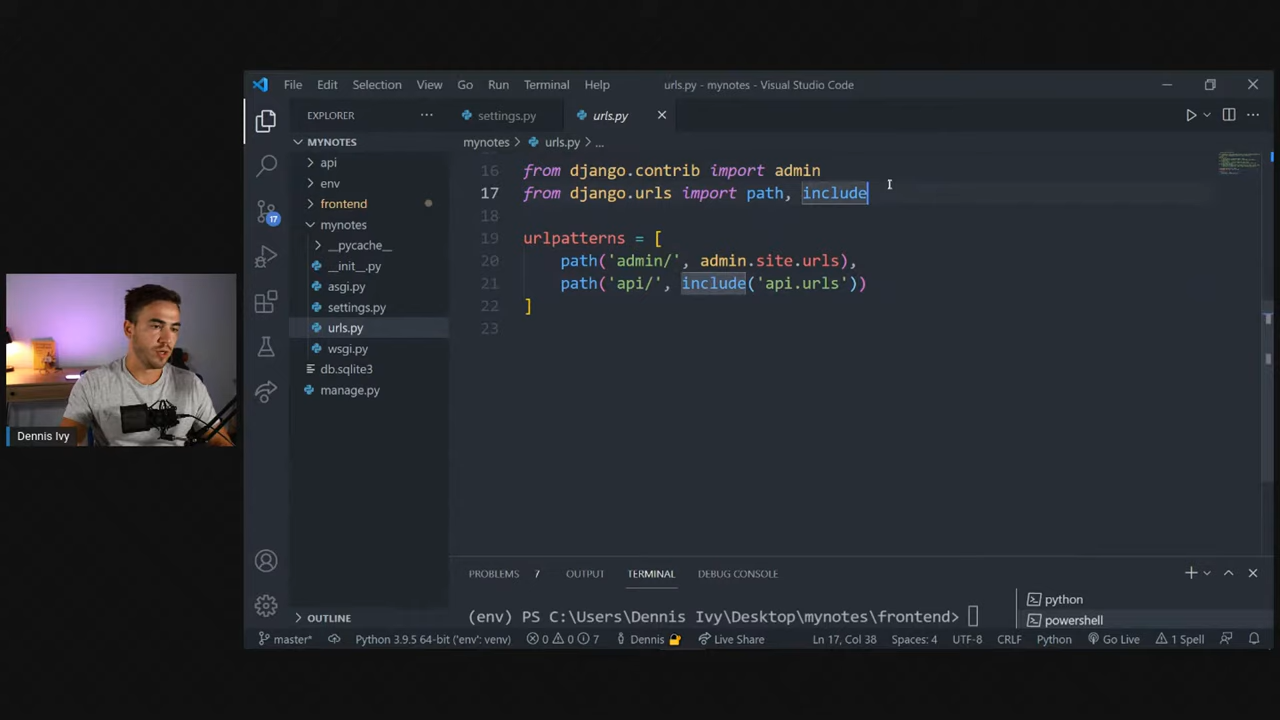 File Edit Selection View Go Run Terminal Help
urls.py - mynotes - Visual Studio Code
EXPLORER
settings.py
urls.py
MYNOTES
mynotes > urls.py > ...
api
env
frontend
mynotes
__pycache__
__init__.py
asgi.py
settings.py
urls.py
wsgi.py
db.sqlite3
manage.py
16 from django.contrib import admin
17 from django.urls import path, include
18
19 urlpatterns = [
20 path('admin/', admin.site.urls),
21 path('api/', include('api.urls'))
22 ]
23
17
Dennis Ivy
PROBLEMS 7 OUTPUT TERMINAL DEBUG CONSOLE
(env) PS C:\Users\Dennis Ivy\Desktop\mynotes\frontend>
python
powershell
OUTLINE
master* Python 3.9.5 64-bit ('env': venv) 0 0 7 Dennis Live Share Ln 17, Col 38 Spaces: 4 UTF-8 CRLF Python Go Live 1 Spell